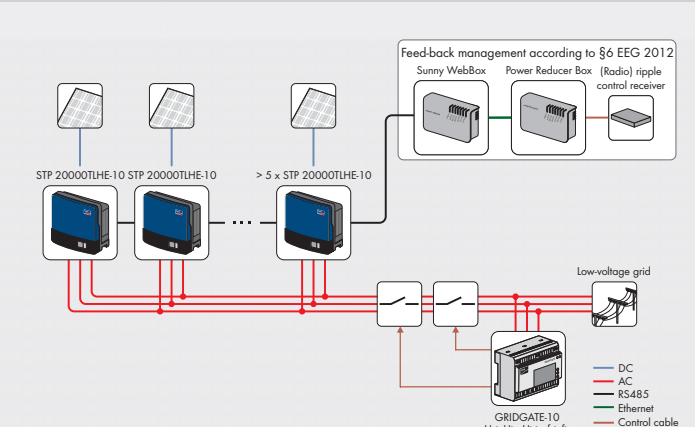 Feed-back management according to §6 EEG 2012
Sunny WebBox
Power Reducer Box
(Radio) ripple
control receiver
STP 20000TLHE-10
STP 20000TLHE-10
> 5 x STP 20000TLHE-10
Low-voltage grid
DC
AC
RS485
Ethernet
Control cable
GRIDGATE-10